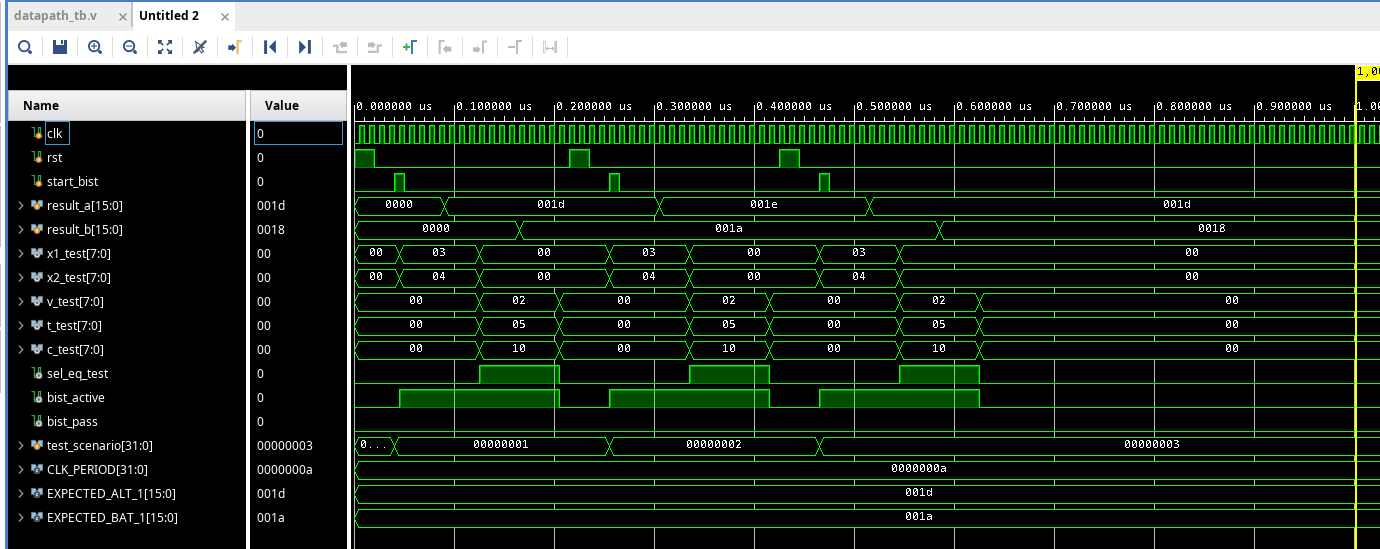 datapath_tb.v × Untitled 2 ×
1,00
Name Value
0.000000 us 0.100000 us 0.200000 us 0.300000 us 0.400000 us 0.500000 us 0.600000 us 0.700000 us 0.800000 us 0.900000 us 1.00
clk 0
rst 0
start_bist 0
result_a[15:0] 001d 0000 001d 001e 001d
result_b[15:0] 0018 0000 001a 0018
x1_test[7:0] 00 00 03 00 03 00 03 00
x2_test[7:0] 00 00 04 00 04 00 04 00
v_test[7:0] 00 00 02 00 02 00 02 00
t_test[7:0] 00 00 05 00 05 00 05 00
c_test[7:0] 00 00 10 00 10 00 10 00
sel_eq_test 0
bist_active 0
bist_pass 0
test_scenario[31:0] 00000003 0... 00000001 00000002 00000003
CLK_PERIOD[31:0] 0000000a 0000000a
EXPECTED_ALT_1[15:0] 001d 001d
EXPECTED_BAT_1[15:0] 001a 001a